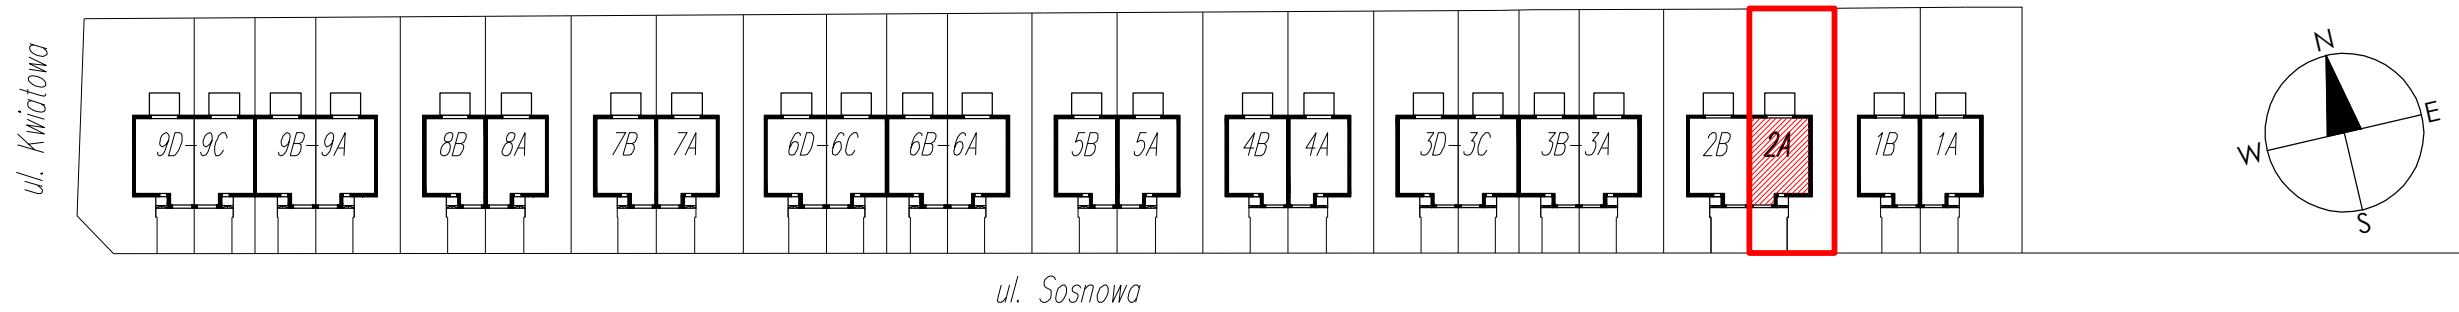 ul. Kwiatowa
9D-9C 9B-9A 8B 8A 7B 7A 6D-6C 6B-6A 5B 5A 4B 4A 3D-3C 3B-3A 2B 2A 1B 1A
N
E
W
S
ul. Sosnowa